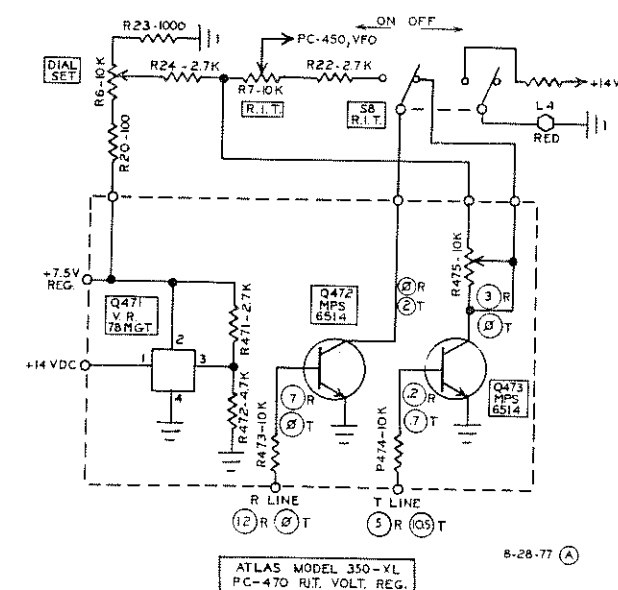 R23-1000
ON OFF
PC-450, VFO
DIAL SET
R6-10K
R24-2.7K
R7-10K
R.I.T.
R22-2.7K
S8 R.I.T.
+14V
L4
RED
R20-100
+7.5V REG.
Q471 V.R. 78MGT
R471-2.7K
Q472 MPS 6514
Ø R
2 T
R475-10K
3 R
Ø T
+14 VDC
1
2
3
4
R472-4.7K
R473-10K
.7 R
Ø T
.2 R
.7 T
Q473 MPS 6514
R474-10K
R LINE
12 R Ø T
T LINE
.5 R 10.5 T
8-28-77 A
ATLAS MODEL 350-XL
PC-470 R.I.T. VOLT. REG.